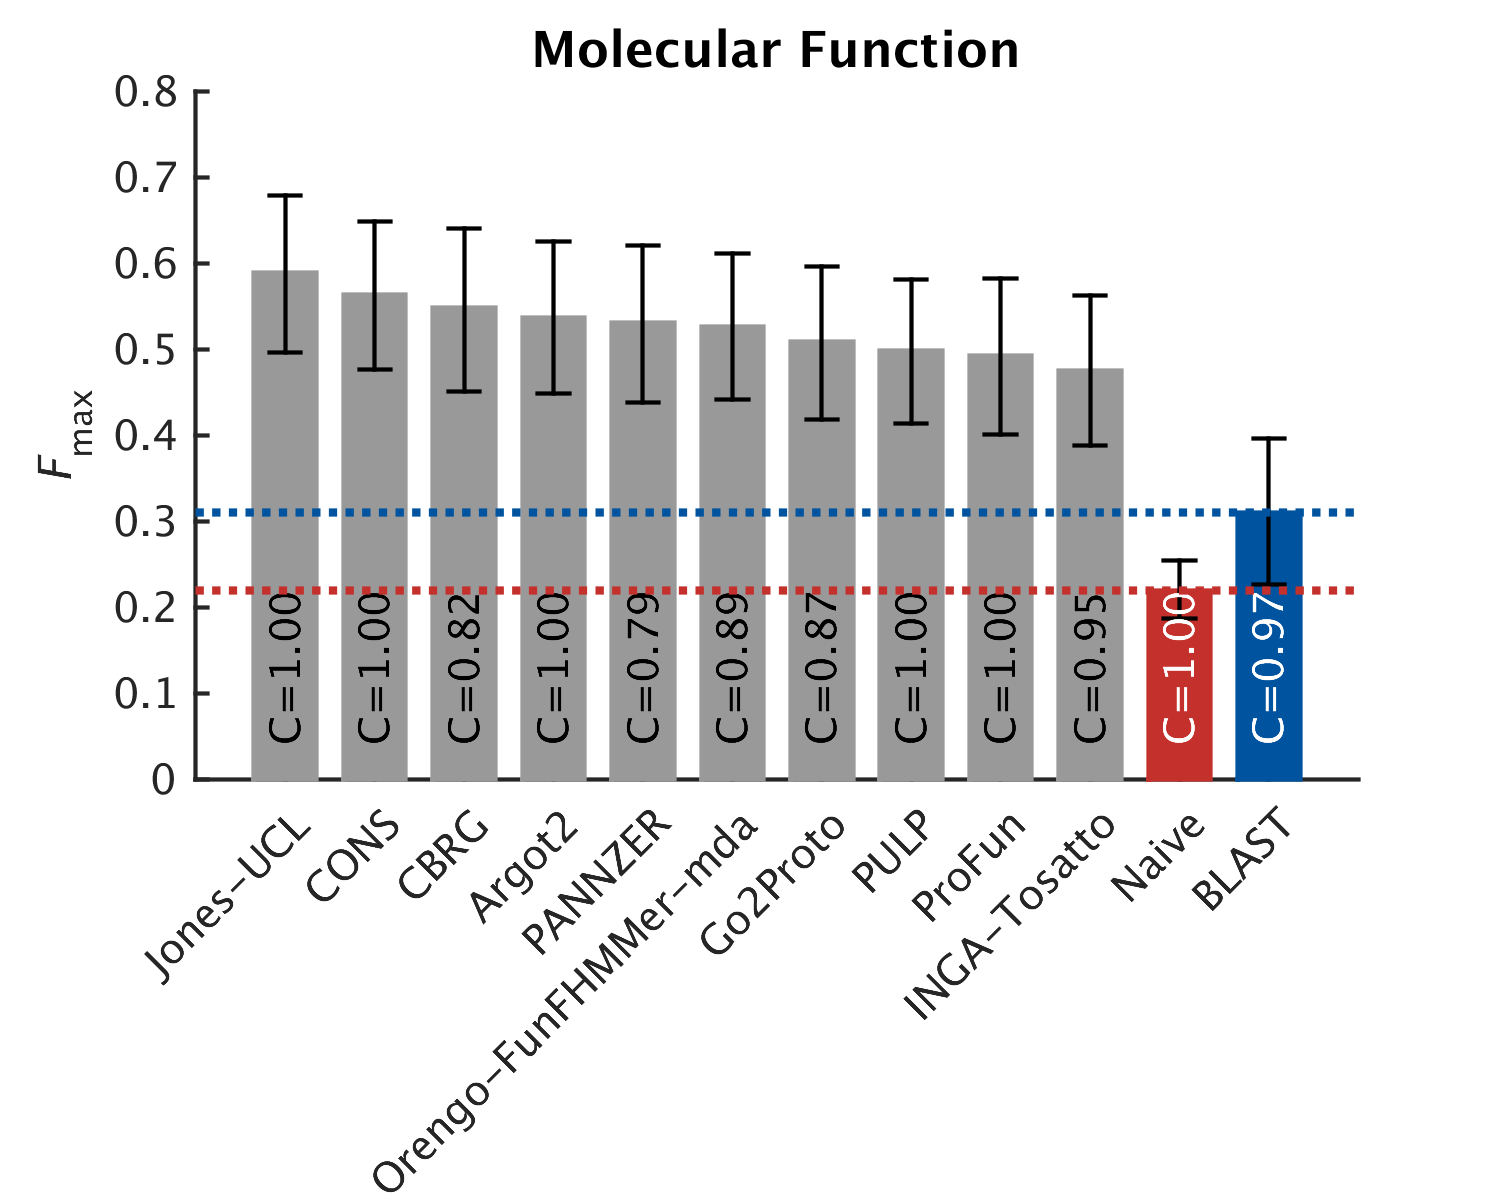 Molecular Function
0.8
0.7
0.6
0.5
0.4
0.3
0.2
0.1
0
Fmax
C=1.00
C=1.00
C=0.82
C=1.00
C=0.79
C=0.89
C=0.87
C=1.00
C=1.00
C=0.95
C=1.00
C=0.97
Jones-UCL
CONS
CBRG
Argot2
PANNZER
Orengo-FunFHMMer-mda
Go2Proto
PULP
ProFun
INGA-Tosatto
Naive
BLAST